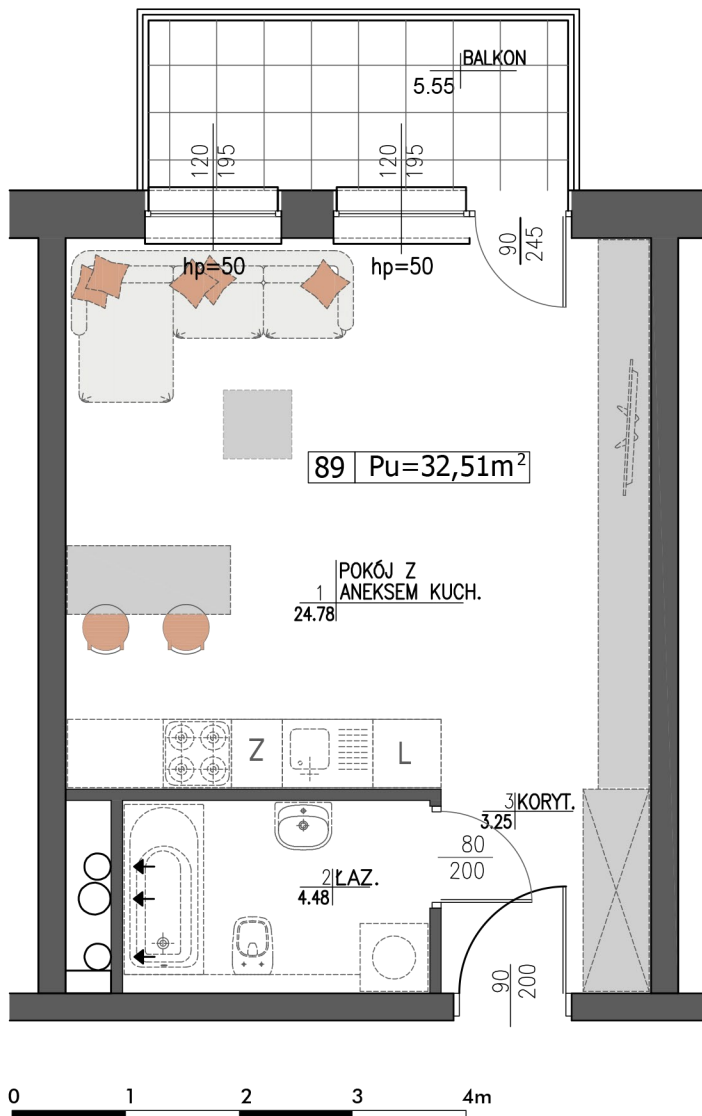 BALKON
5.55
120
195
120
195
90
245
hp=50
hp=50
89 Pu=32,51m²
1 POKÓJ Z
ANEKSEM KUCH.
24.78
Z
L
3 KORYT.
3.25
80
200
2 ŁAZ.
4.48
90
200
0 1 2 3 4m